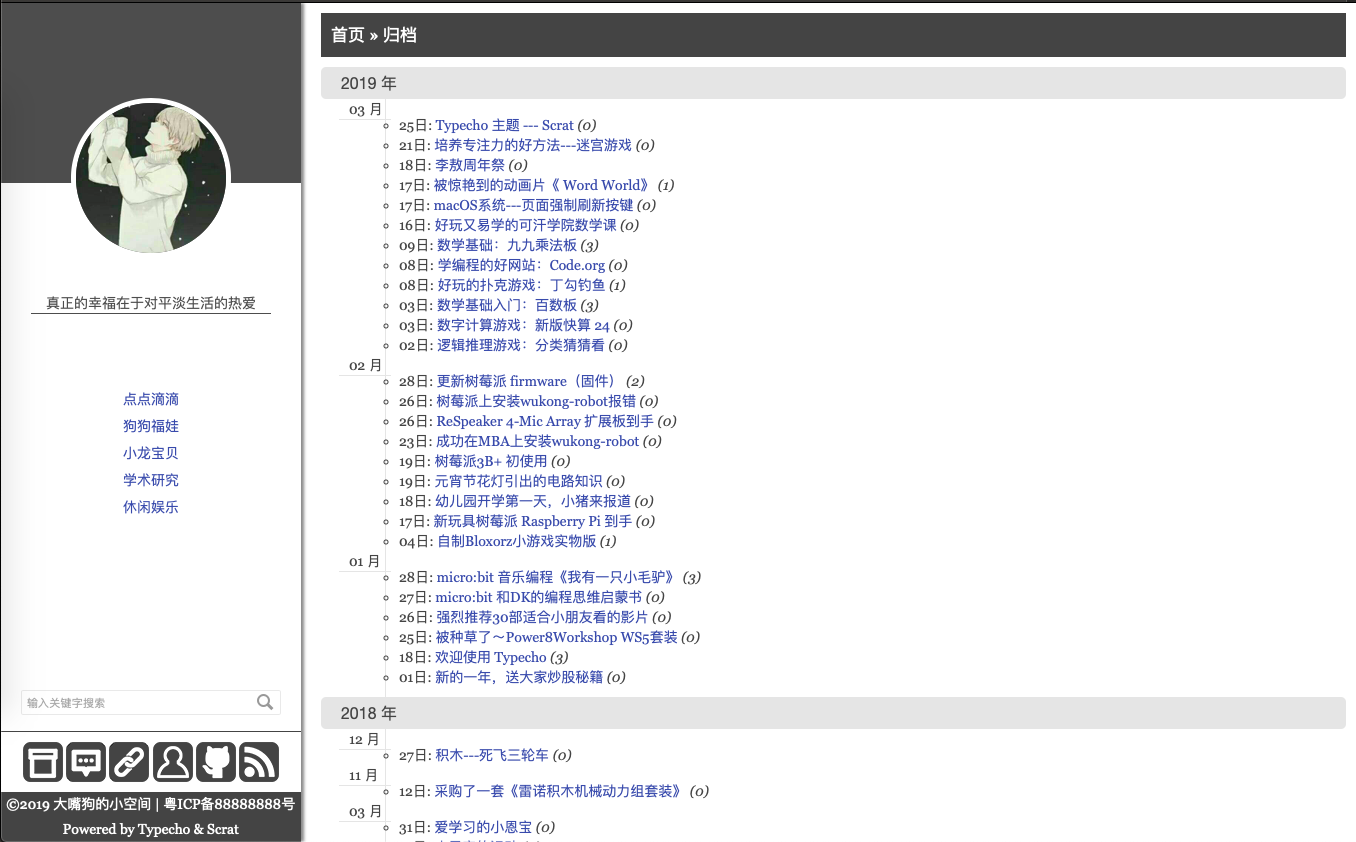 真正的幸福在于对平淡生活的热爱
点点滴滴
狗狗福娃
小龙宝贝
学术研究
休闲娱乐
输入关键字搜索
©2019 大嘴狗的小空间 | 粤ICP备88888888号
Powered by Typecho & Scrat
首页 » 归档
2019 年
03 月
25日: Typecho 主题 --- Scrat (0)
21日: 培养专注力的好方法---迷宫游戏 (0)
18日: 李敖周年祭 (0)
17日: 被惊艳到的动画片《 Word World》 (1)
17日: macOS系统---页面强制刷新按键 (0)
16日: 好玩又易学的可汗学院数学课 (0)
09日: 数学基础：九九乘法板 (3)
08日: 学编程的好网站：Code.org (0)
08日: 好玩的扑克游戏：丁勾钓鱼 (1)
03日: 数学基础入门：百数板 (3)
03日: 数字计算游戏：新版快算 24 (0)
02日: 逻辑推理游戏：分类猜猜看 (0)
02 月
28日: 更新树莓派 firmware（固件） (2)
26日: 树莓派上安装wukong-robot报错 (0)
26日: ReSpeaker 4-Mic Array 扩展板到手 (0)
23日: 成功在MBA上安装wukong-robot (0)
19日: 树莓派3B+ 初使用 (0)
19日: 元宵节花灯引出的电路知识 (0)
18日: 幼儿园开学第一天，小猪来报道 (0)
17日: 新玩具树莓派 Raspberry Pi 到手 (0)
04日: 自制Bloxorz小游戏实物版 (1)
01 月
28日: micro:bit 音乐编程《我有一只小毛驴》 (3)
27日: micro:bit 和DK的编程思维启蒙书 (0)
26日: 强烈推荐30部适合小朋友看的影片 (0)
25日: 被种草了～Power8Workshop WS5套装 (0)
18日: 欢迎使用 Typecho (3)
01日: 新的一年，送大家炒股秘籍 (0)
2018 年
12 月
27日: 积木---死飞三轮车 (0)
11 月
12日: 采购了一套《雷诺积木机械动力组套装》 (0)
03 月
31日: 爱学习的小恩宝 (0)